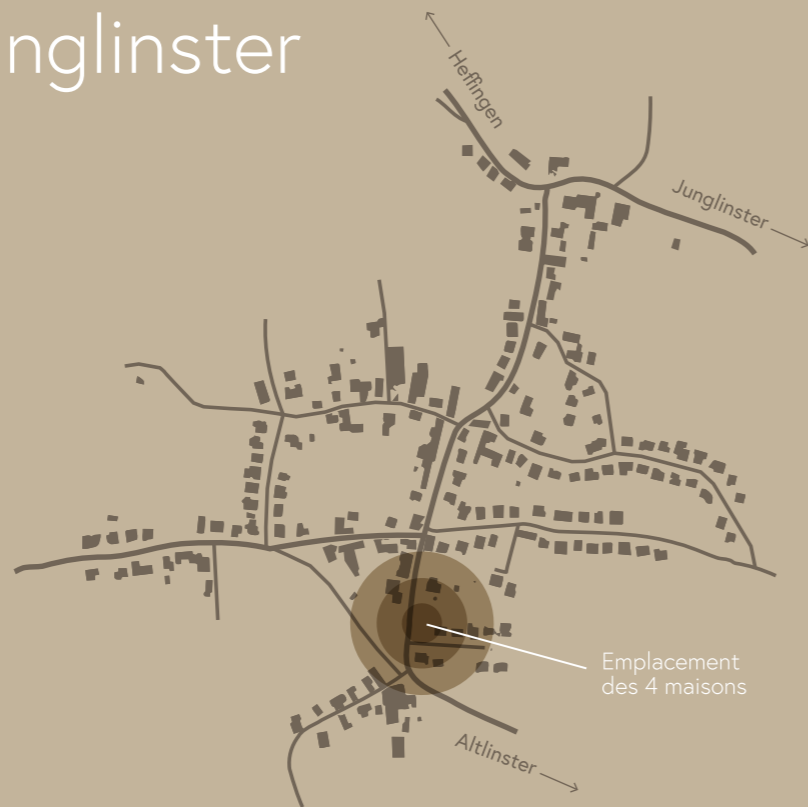 nglinster
Heffingen
Junglinster
Emplacement
des 4 maisons
Altlinster